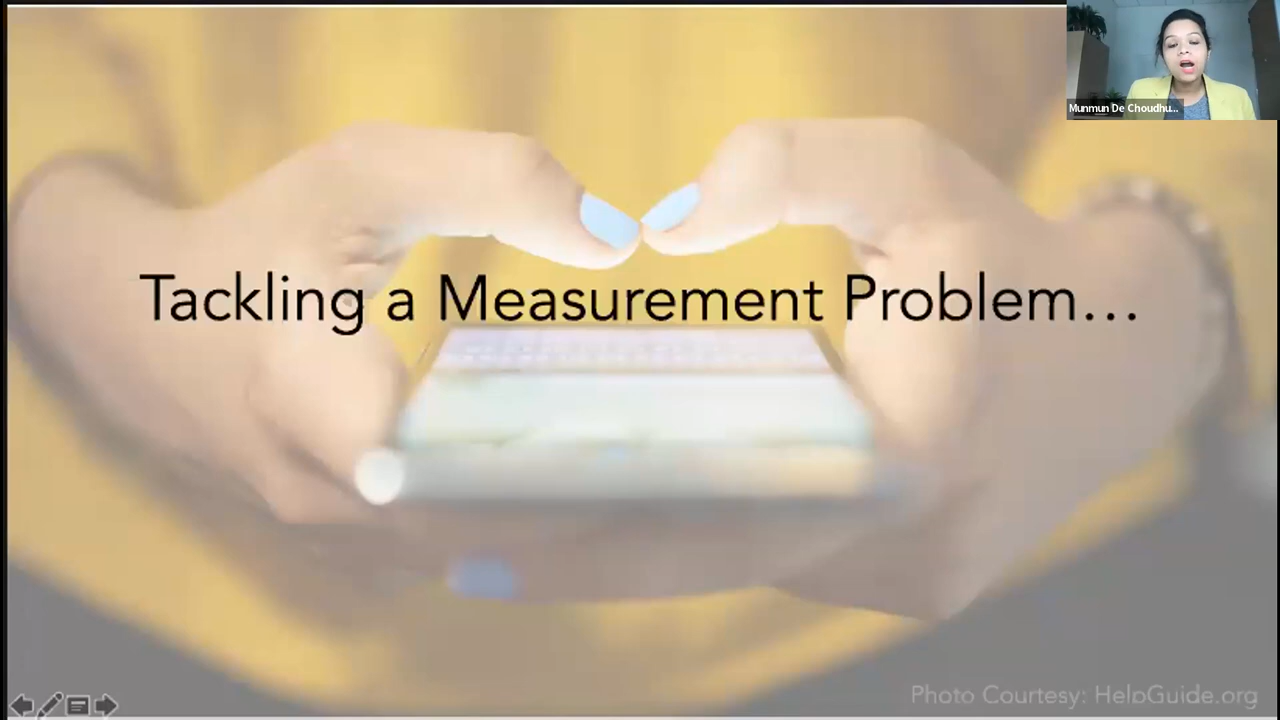 Munmun De Choudhu...
Tackling a Measurement Problem...
Photo Courtesy: HelpGuide.org